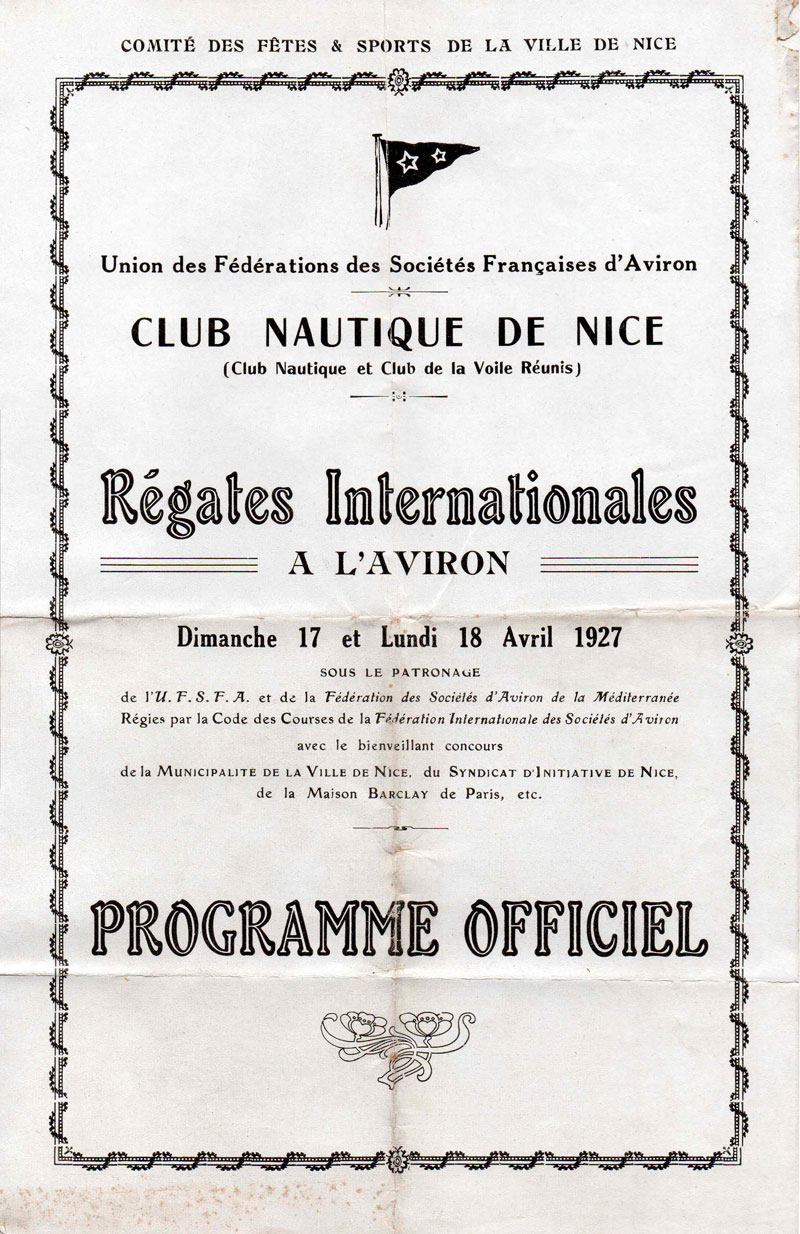 COMITÉ DES FÊTES & SPORTS DE LA VILLE DE NICE
Union des Fédérations des Sociétés Françaises d'Aviron
CLUB NAUTIQUE DE NICE
(Club Nautique et Club de la Voile Réunis)
Régates Internationales
A L'AVIRON
Dimanche 17 et Lundi 18 Avril 1927
SOUS LE PATRONAGE
de l'U. F. S. F. A. et de la Fédération des Sociétés d'Aviron de la Méditerranée
Régies par la Code des Courses de la Fédération Internationale des Sociétés d'Aviron
avec le bienveillant concours
de la MUNICIPALITÉ DE LA VILLE DE NICE, du SYNDICAT D'INITIATIVE DE NICE,
de la Maison BARCLAY de Paris, etc.
PROGRAMME OFFICIEL